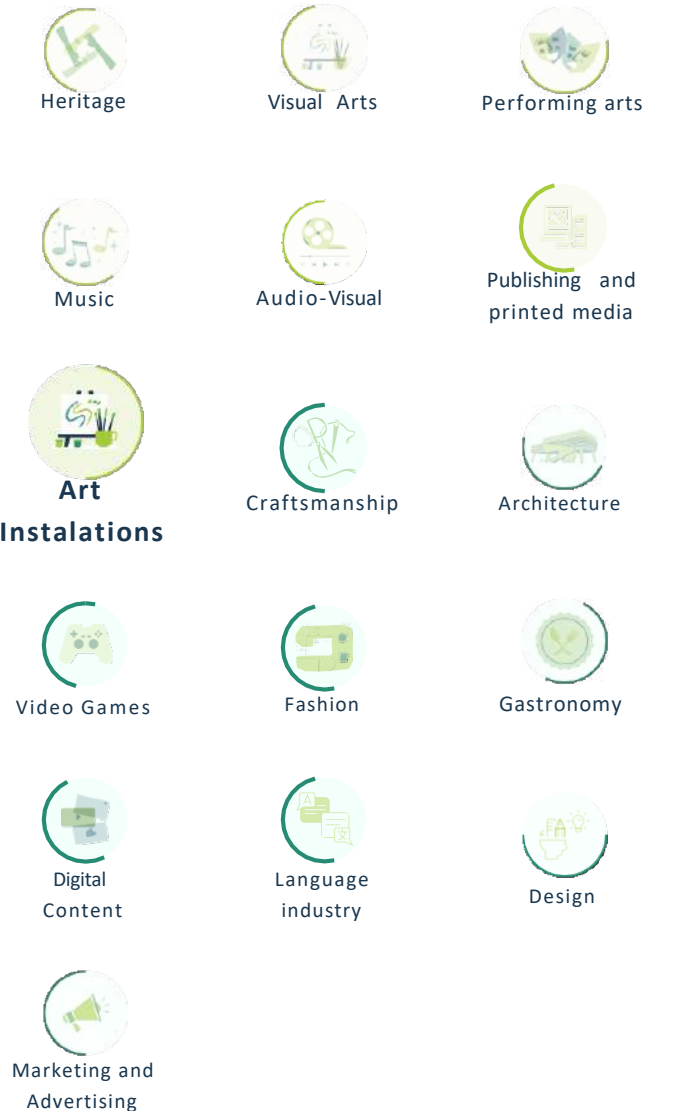 Heritage
Visual Arts
Performing arts
Music
Audio-Visual
Publishing and
printed media
Art
Instalations
Craftsmanship
Architecture
Video Games
Fashion
Gastronomy
Digital
Content
Language
industry
Design
Marketing and
Advertising